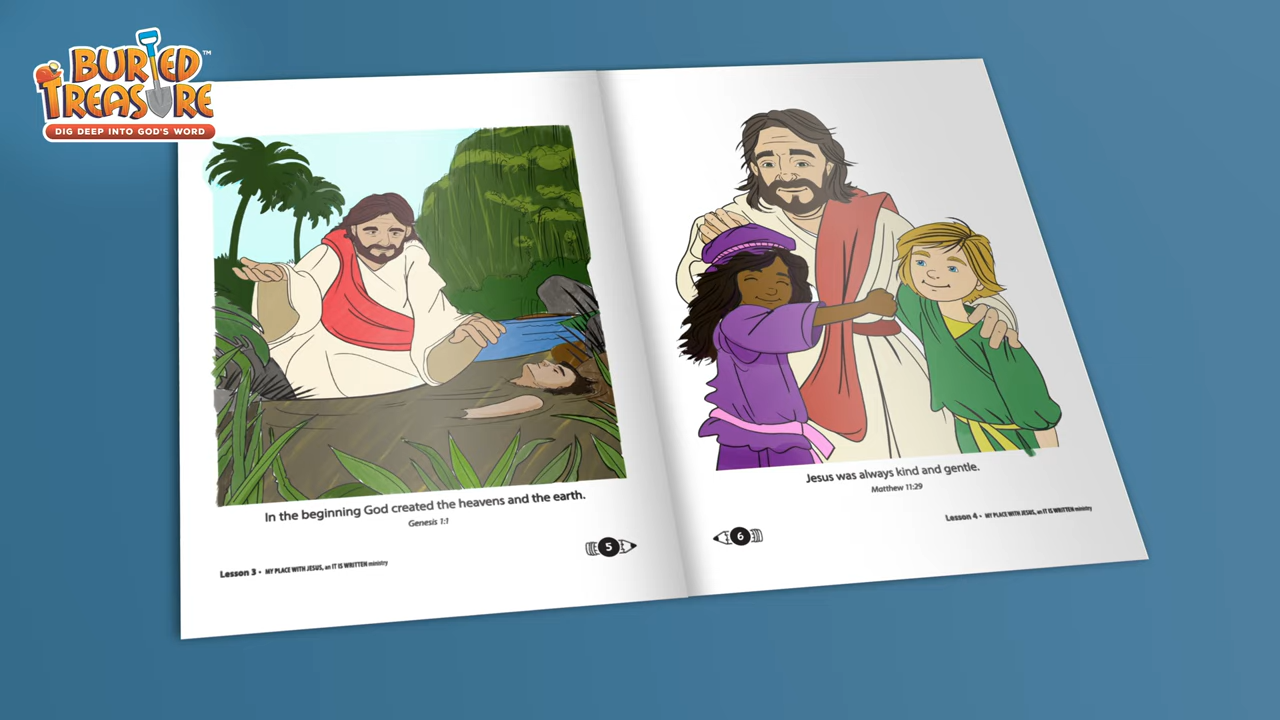 BURIED™
TREASURE
DIG DEEP INTO GOD'S WORD
In the beginning God created the heavens and the earth.
Genesis 1:1
5
Lesson 3 • MY PLACE WITH JESUS, an IT IS WRITTEN ministry
Jesus was always kind and gentle.
Matthew 11:29
6
Lesson 4 • MY PLACE WITH JESUS, an IT IS WRITTEN ministry